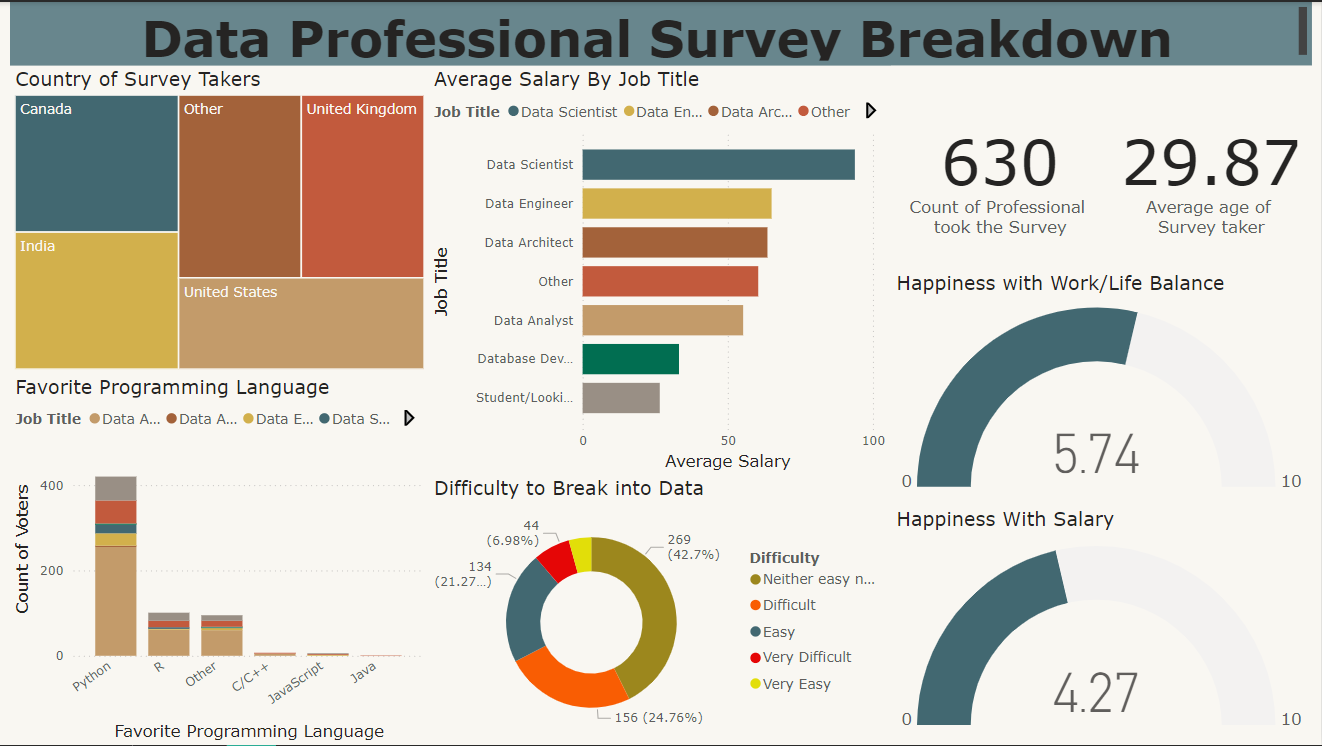 Data Professional Survey Breakdown
Country of Survey Takers
Canada
Other
United Kingdom
India
United States
Average Salary By Job Title
Job Title Data Scientist Data En... Data Arc... Other
Job Title
Data Scientist
Data Engineer
Data Architect
Other
Data Analyst
Database Dev...
Student/Looki...
0 50 100
Average Salary
630
Count of Professional
took the Survey
29.87
Average age of
Survey taker
Happiness with Work/Life Balance
5.74
0 10
Favorite Programming Language
Job Title Data A... Data A... Data E... Data S...
Count of Voters
400
200
0
Python R Other C/C++ JavaScript Java
Favorite Programming Language
Difficulty to Break into Data
44
(6.98%)
269
(42.7%)
134
(21.27...)
156 (24.76%)
Difficulty
Neither easy n...
Difficult
Easy
Very Difficult
Very Easy
Happiness With Salary
4.27
0 10